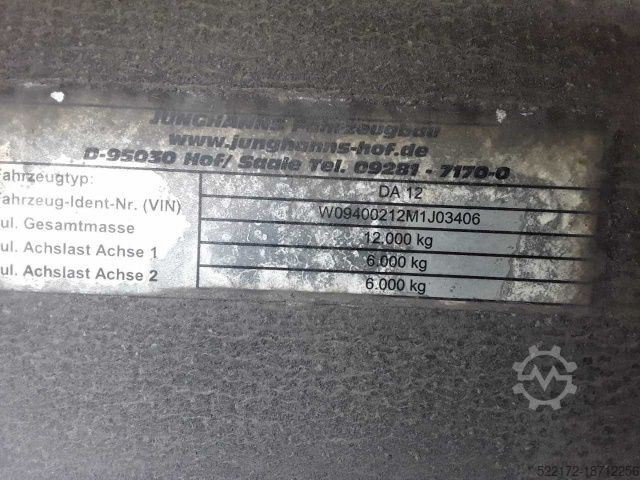 JUNGHANNS Fahrzeugbau
www.junghanns-hof.de
D-95030 Hof/ Saale Tel. 09281 - 7170-0
Fahrzeugtyp: DA 12
Fahrzeug-Ident-Nr. (VIN) W09400212M1J03406
ul. Gesamtmasse 12.000 kg
ul. Achslast Achse 1 6.000 kg
ul. Achslast Achse 2 6.000 kg
522172-18712256